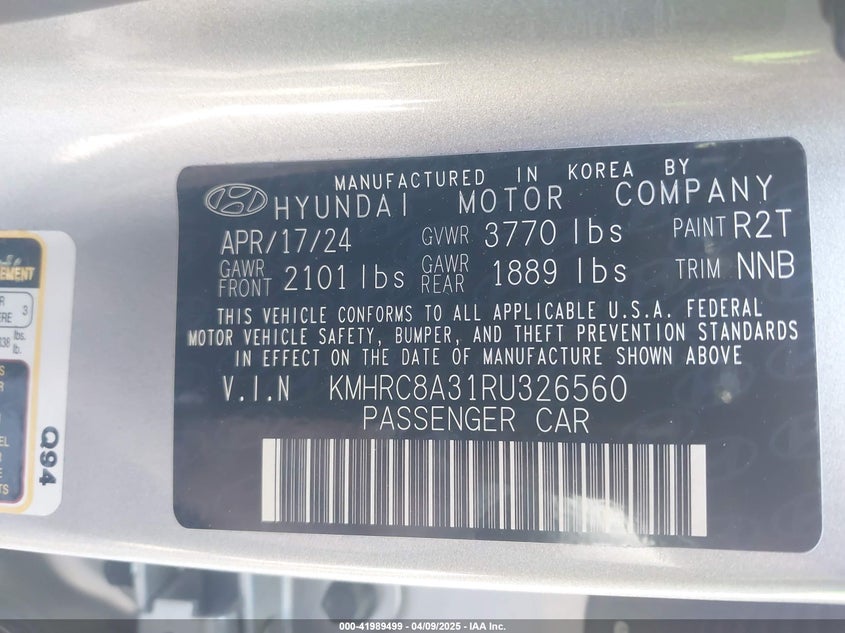 MANUFACTURED IN KOREA BY
HYUNDAI MOTOR COMPANY
APR/17/24 GVWR 3770 lbs PAINT R2T
GAWR FRONT 2101 lbs GAWR REAR 1889 lbs TRIM NNB
THIS VEHICLE CONFORMS TO ALL APPLICABLE U.S.A. FEDERAL
MOTOR VEHICLE SAFETY, BUMPER, AND THEFT PREVENTION STANDARDS
IN EFFECT ON THE DATE OF MANUFACTURE SHOWN ABOVE.
V.I.N KMHRC8A31RU326560
PASSENGER CAR
3
lbs.
lb.
Q94
000-41989499 - 04/09/2025 - IAA Inc.